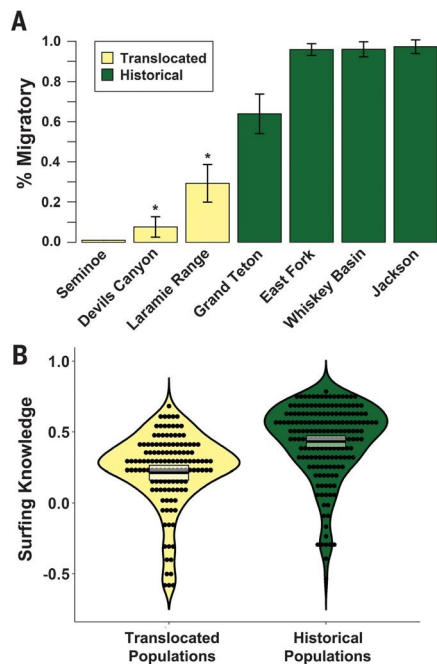 A
Translocated
Historical
% Migratory
1.0
0.8
0.6
0.4
0.2
0.0
*
*
Seminoe
Devils Canyon
Laramie Range
Grand Teton
East Fork
Whiskey Basin
Jackson
B
Surfing Knowledge
1.0
0.5
0.0
-0.5
Translocated
Populations
Historical
Populations